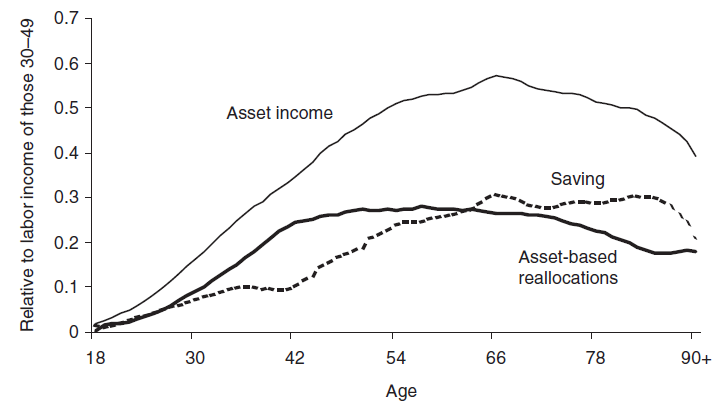 Relative to labor income of those 30–49
0.7
0.6
0.5
0.4
0.3
0.2
0.1
0
Asset income
Saving
Asset-based
reallocations
18 30 42 54 66 78 90+
Age